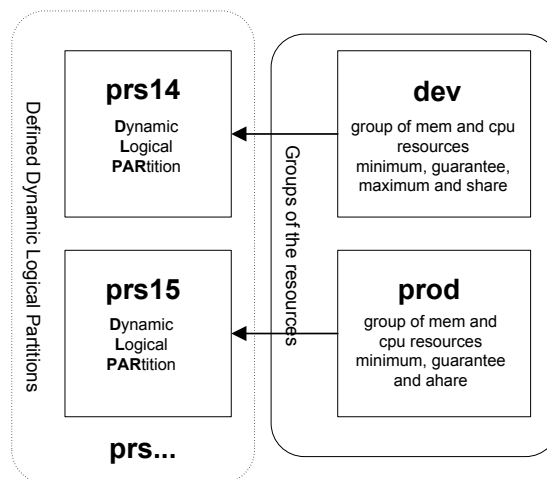 Defined Dynamic Logical Partitions
prs14
Dynamic
Logical
PARtition
prs15
Dynamic
Logical
PARtition
prs...
Groups of the resources
dev
group of mem and cpu
resources
minimum, guarantee,
maximum and share
prod
group of mem and
cpu resources
minimum, guarantee
and ahare